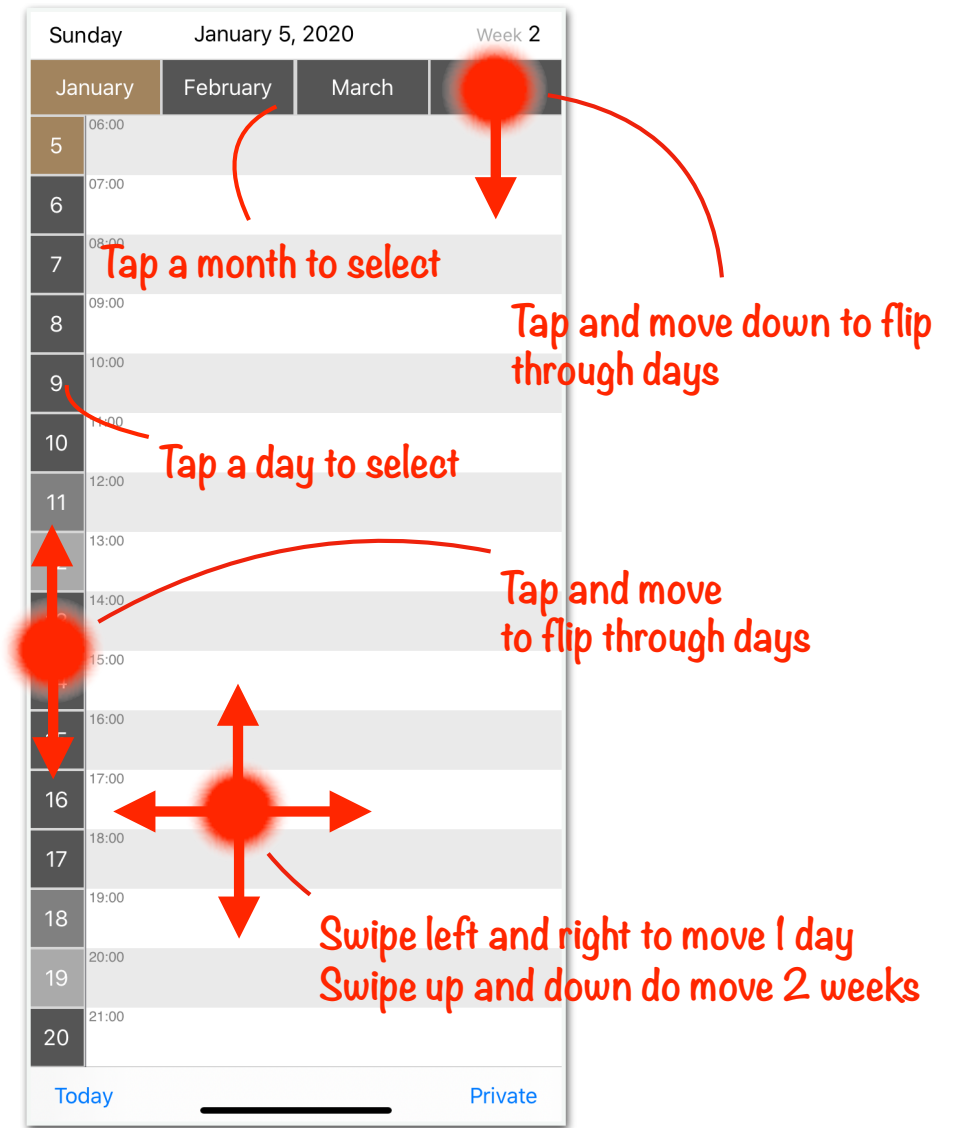 Sunday January 5, 2020 Week 2
January February March
5 06:00
6 07:00
7 08:00
Tap a month to select
8 09:00
Tap and move down to flip
through days
9 10:00
10 11:00
Tap a day to select
11 12:00
13:00
14:00
Tap and move
to flip through days
15:00
16:00
16 17:00
17 18:00
18 19:00
Swipe left and right to move 1 day
19 20:00
Swipe up and down do move 2 weeks
20 21:00
Today Private